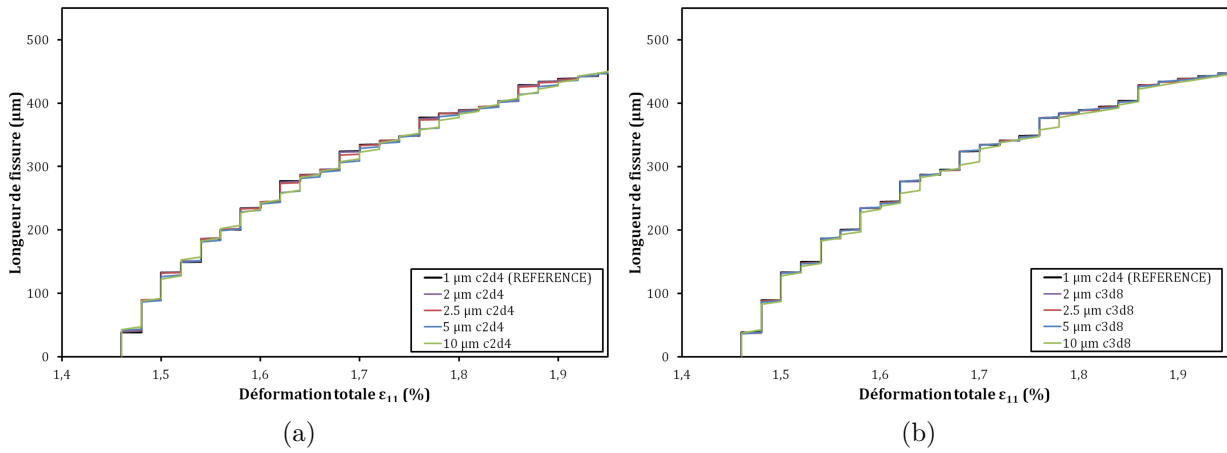 500
400
300
200
100
0
Longueur de fissure (µm)
1,4
1,5
1,6
1,7
1,8
1,9
Déformation totale ε₁₁ (%)
1 µm c2d4 (REFERENCE)
2 µm c2d4
2.5 µm c2d4
5 µm c2d4
10 µm c2d4
(a)
500
400
300
200
100
0
Longueur de fissure (µm)
1,4
1,5
1,6
1,7
1,8
1,9
Déformation totale ε₁₁ (%)
1 µm c2d4 (REFERENCE)
2 µm c3d8
2.5 µm c3d8
5 µm c3d8
10 µm c3d8
(b)